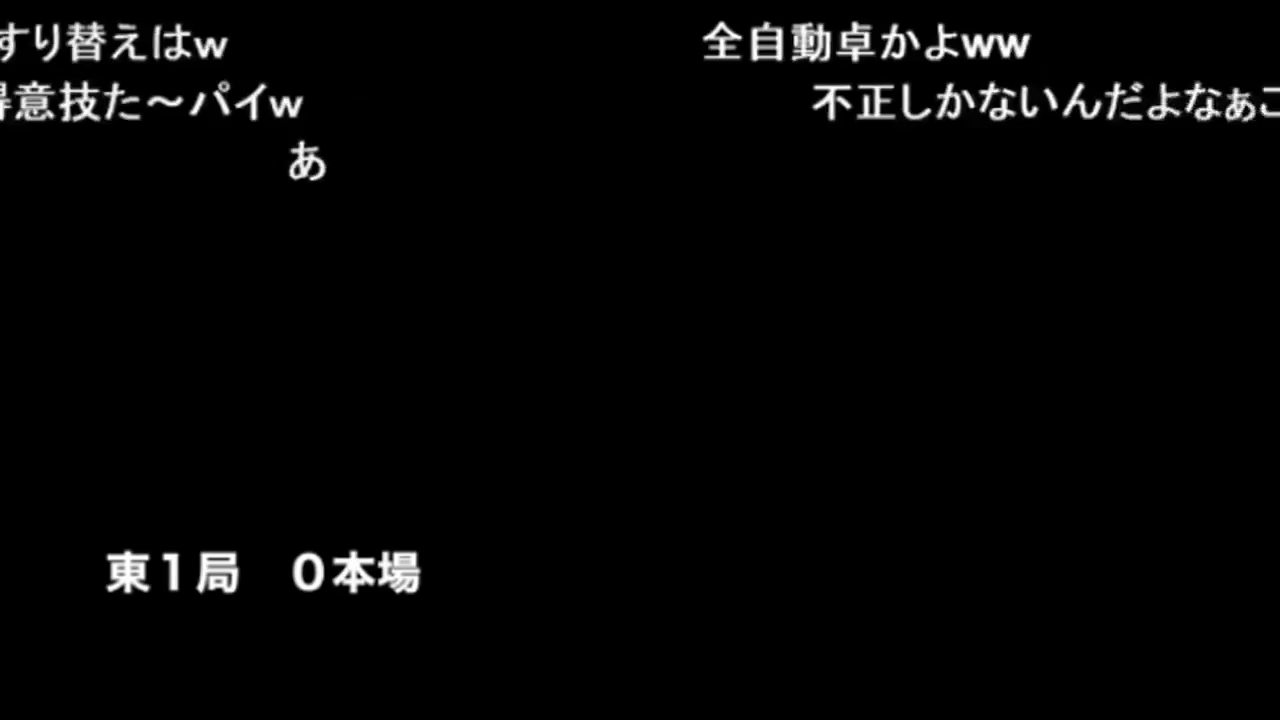 すり替えはw
全自動卓かよww
得意技た～パイw
不正しかないんだよなぁこ
あ
東１局　０本場